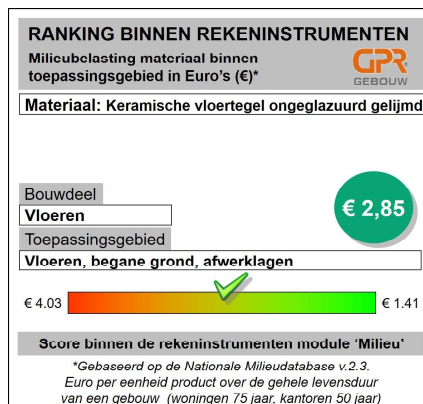 RANKING BINNEN REKENINSTRUMENTEN
Milieubelasting materiaal binnen
toepassingsgebied in Euro's (€)*
GPR
GEBOUW
Materiaal: Keramische vloertegel ongeglazuurd gelijmd
Bouwdeel
Vloeren
€ 2,85
Toepassingsgebied
Vloeren, begane grond, afwerklagen
€ 4.03
€ 1.41
Score binnen de rekeninstrumenten module 'Milieu'
*Gebaseerd op de Nationale Milieudatabase v.2.3.
Euro per eenheid product over de gehele levensduur
van een gebouw (woningen 75 jaar, kantoren 50 jaar)